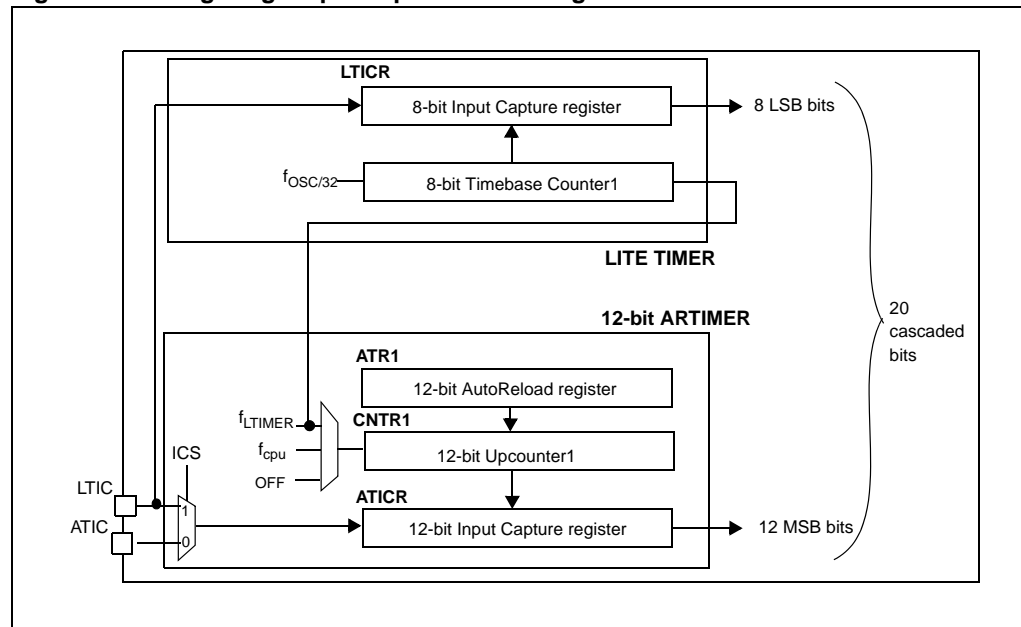 LTICR
8-bit Input Capture register
8 LSB bits
fOSC/32
8-bit Timebase Counter1
LITE TIMER
12-bit ARTIMER
20
cascaded
bits
ATR1
12-bit AutoReload register
fLTIMER
CNTR1
fcpu
12-bit Upcounter1
OFF
ICS
LTIC
ATICR
1
ATIC
12-bit Input Capture register
12 MSB bits
0